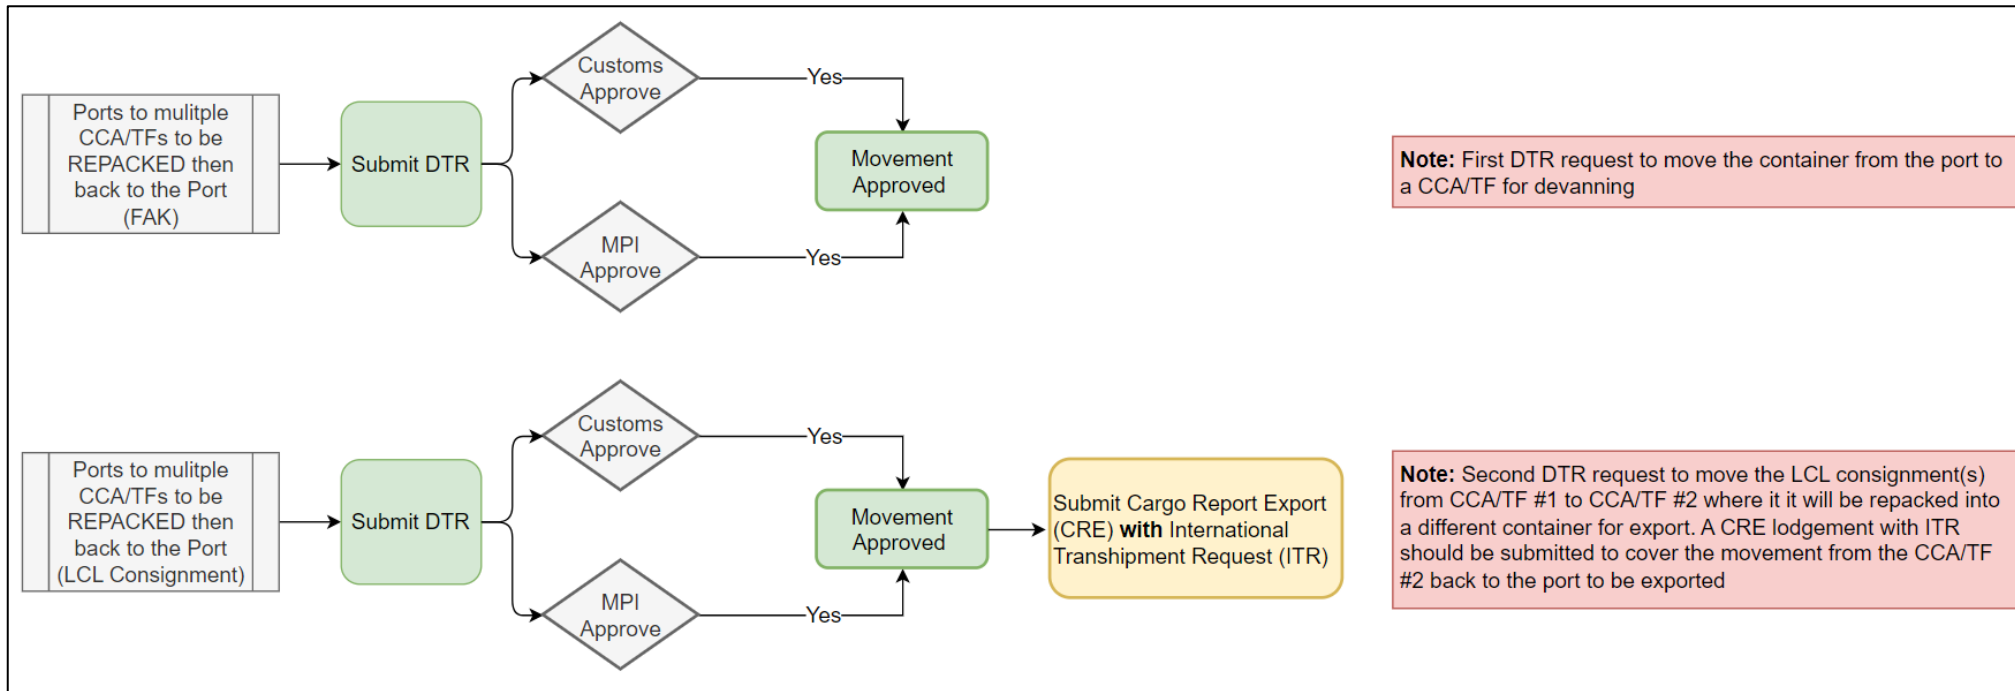 Ports to mulitple
CCA/TFs to be
REPACKED then
back to the Port
(FAK)
Submit DTR
Customs
Approve
Yes
MPI
Approve
Yes
Movement
Approved
Note: First DTR request to move the container from the port to
a CCA/TF for devanning
Ports to mulitple
CCA/TFs to be
REPACKED then
back to the Port
(LCL Consignment)
Submit DTR
Customs
Approve
Yes
MPI
Approve
Yes
Movement
Approved
Submit Cargo Report Export
(CRE) with International
Transhipment Request (ITR)
Note: Second DTR request to move the LCL consignment(s)
from CCA/TF #1 to CCA/TF #2 where it it will be repacked into
a different container for export. A CRE lodgement with ITR
should be submitted to cover the movement from the CCA/TF
#2 back to the port to be exported